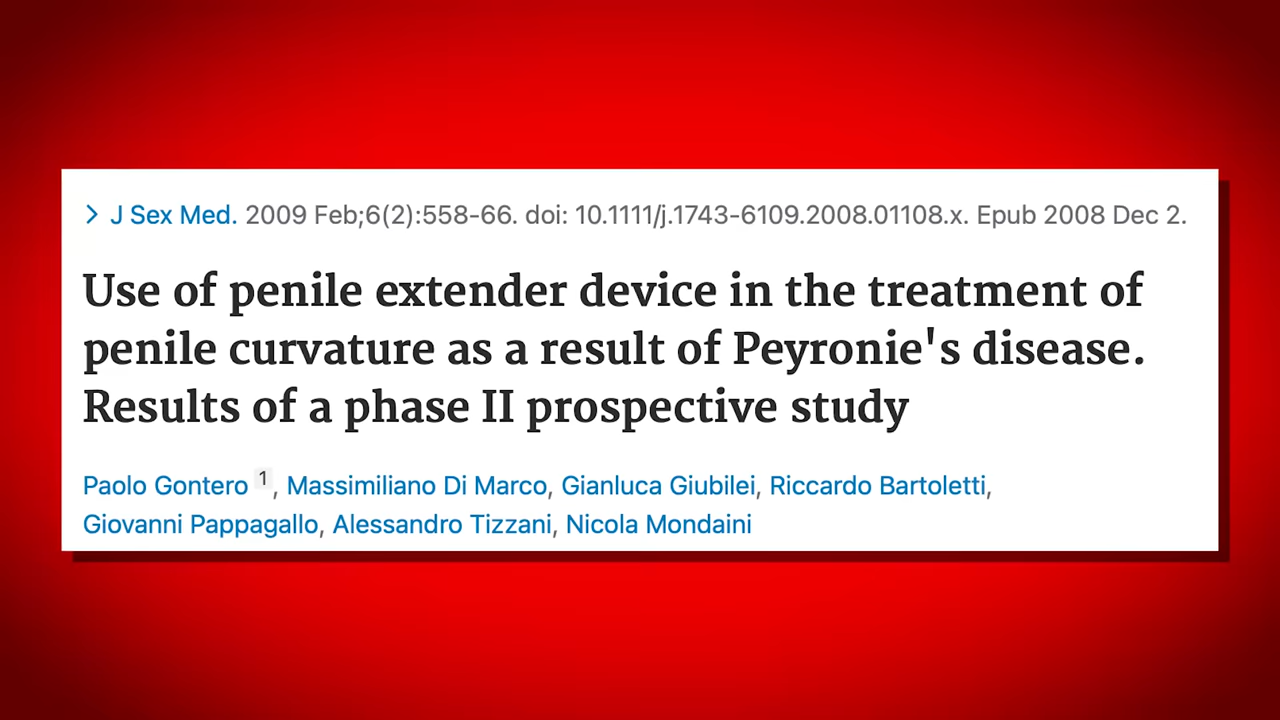 > J Sex Med. 2009 Feb;6(2):558-66. doi: 10.1111/j.1743-6109.2008.01108.x. Epub 2008 Dec 2.
Use of penile extender device in the treatment of
penile curvature as a result of Peyronie's disease.
Results of a phase II prospective study
Paolo Gontero 1, Massimiliano Di Marco, Gianluca Giubilei, Riccardo Bartoletti,
Giovanni Pappagallo, Alessandro Tizzani, Nicola Mondaini